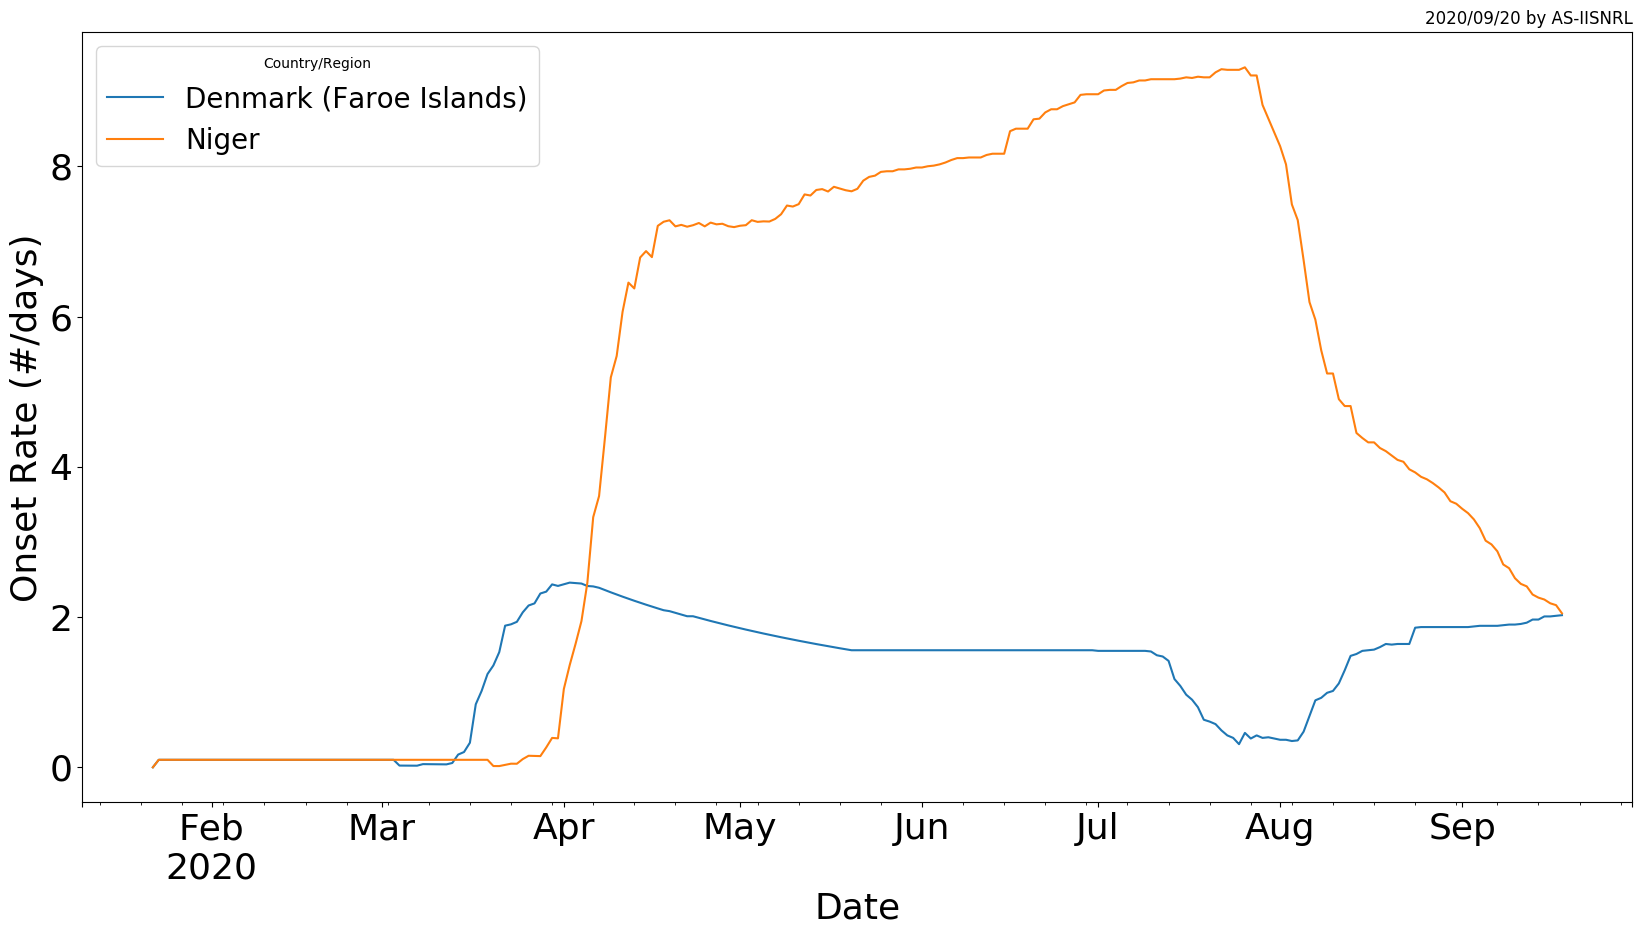 2020/09/20 by AS-IISNRL
Country/Region
Denmark (Faroe Islands)
Niger
Onset Rate (#/days)
8
6
4
2
0
Feb Mar Apr May Jun Jul Aug Sep
2020
Date